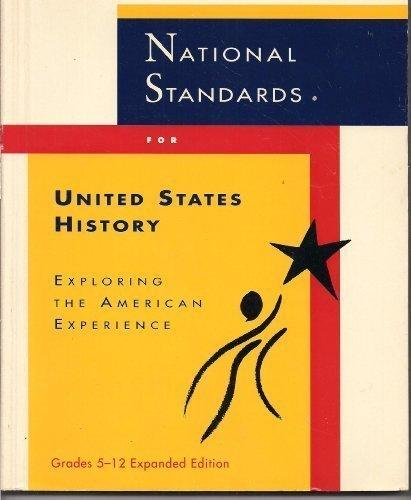 NATIONAL
STANDARDS
FOR
UNITED STATES
HISTORY
EXPLORING
THE AMERICAN
EXPERIENCE
Grades 5–12 Expanded Edition